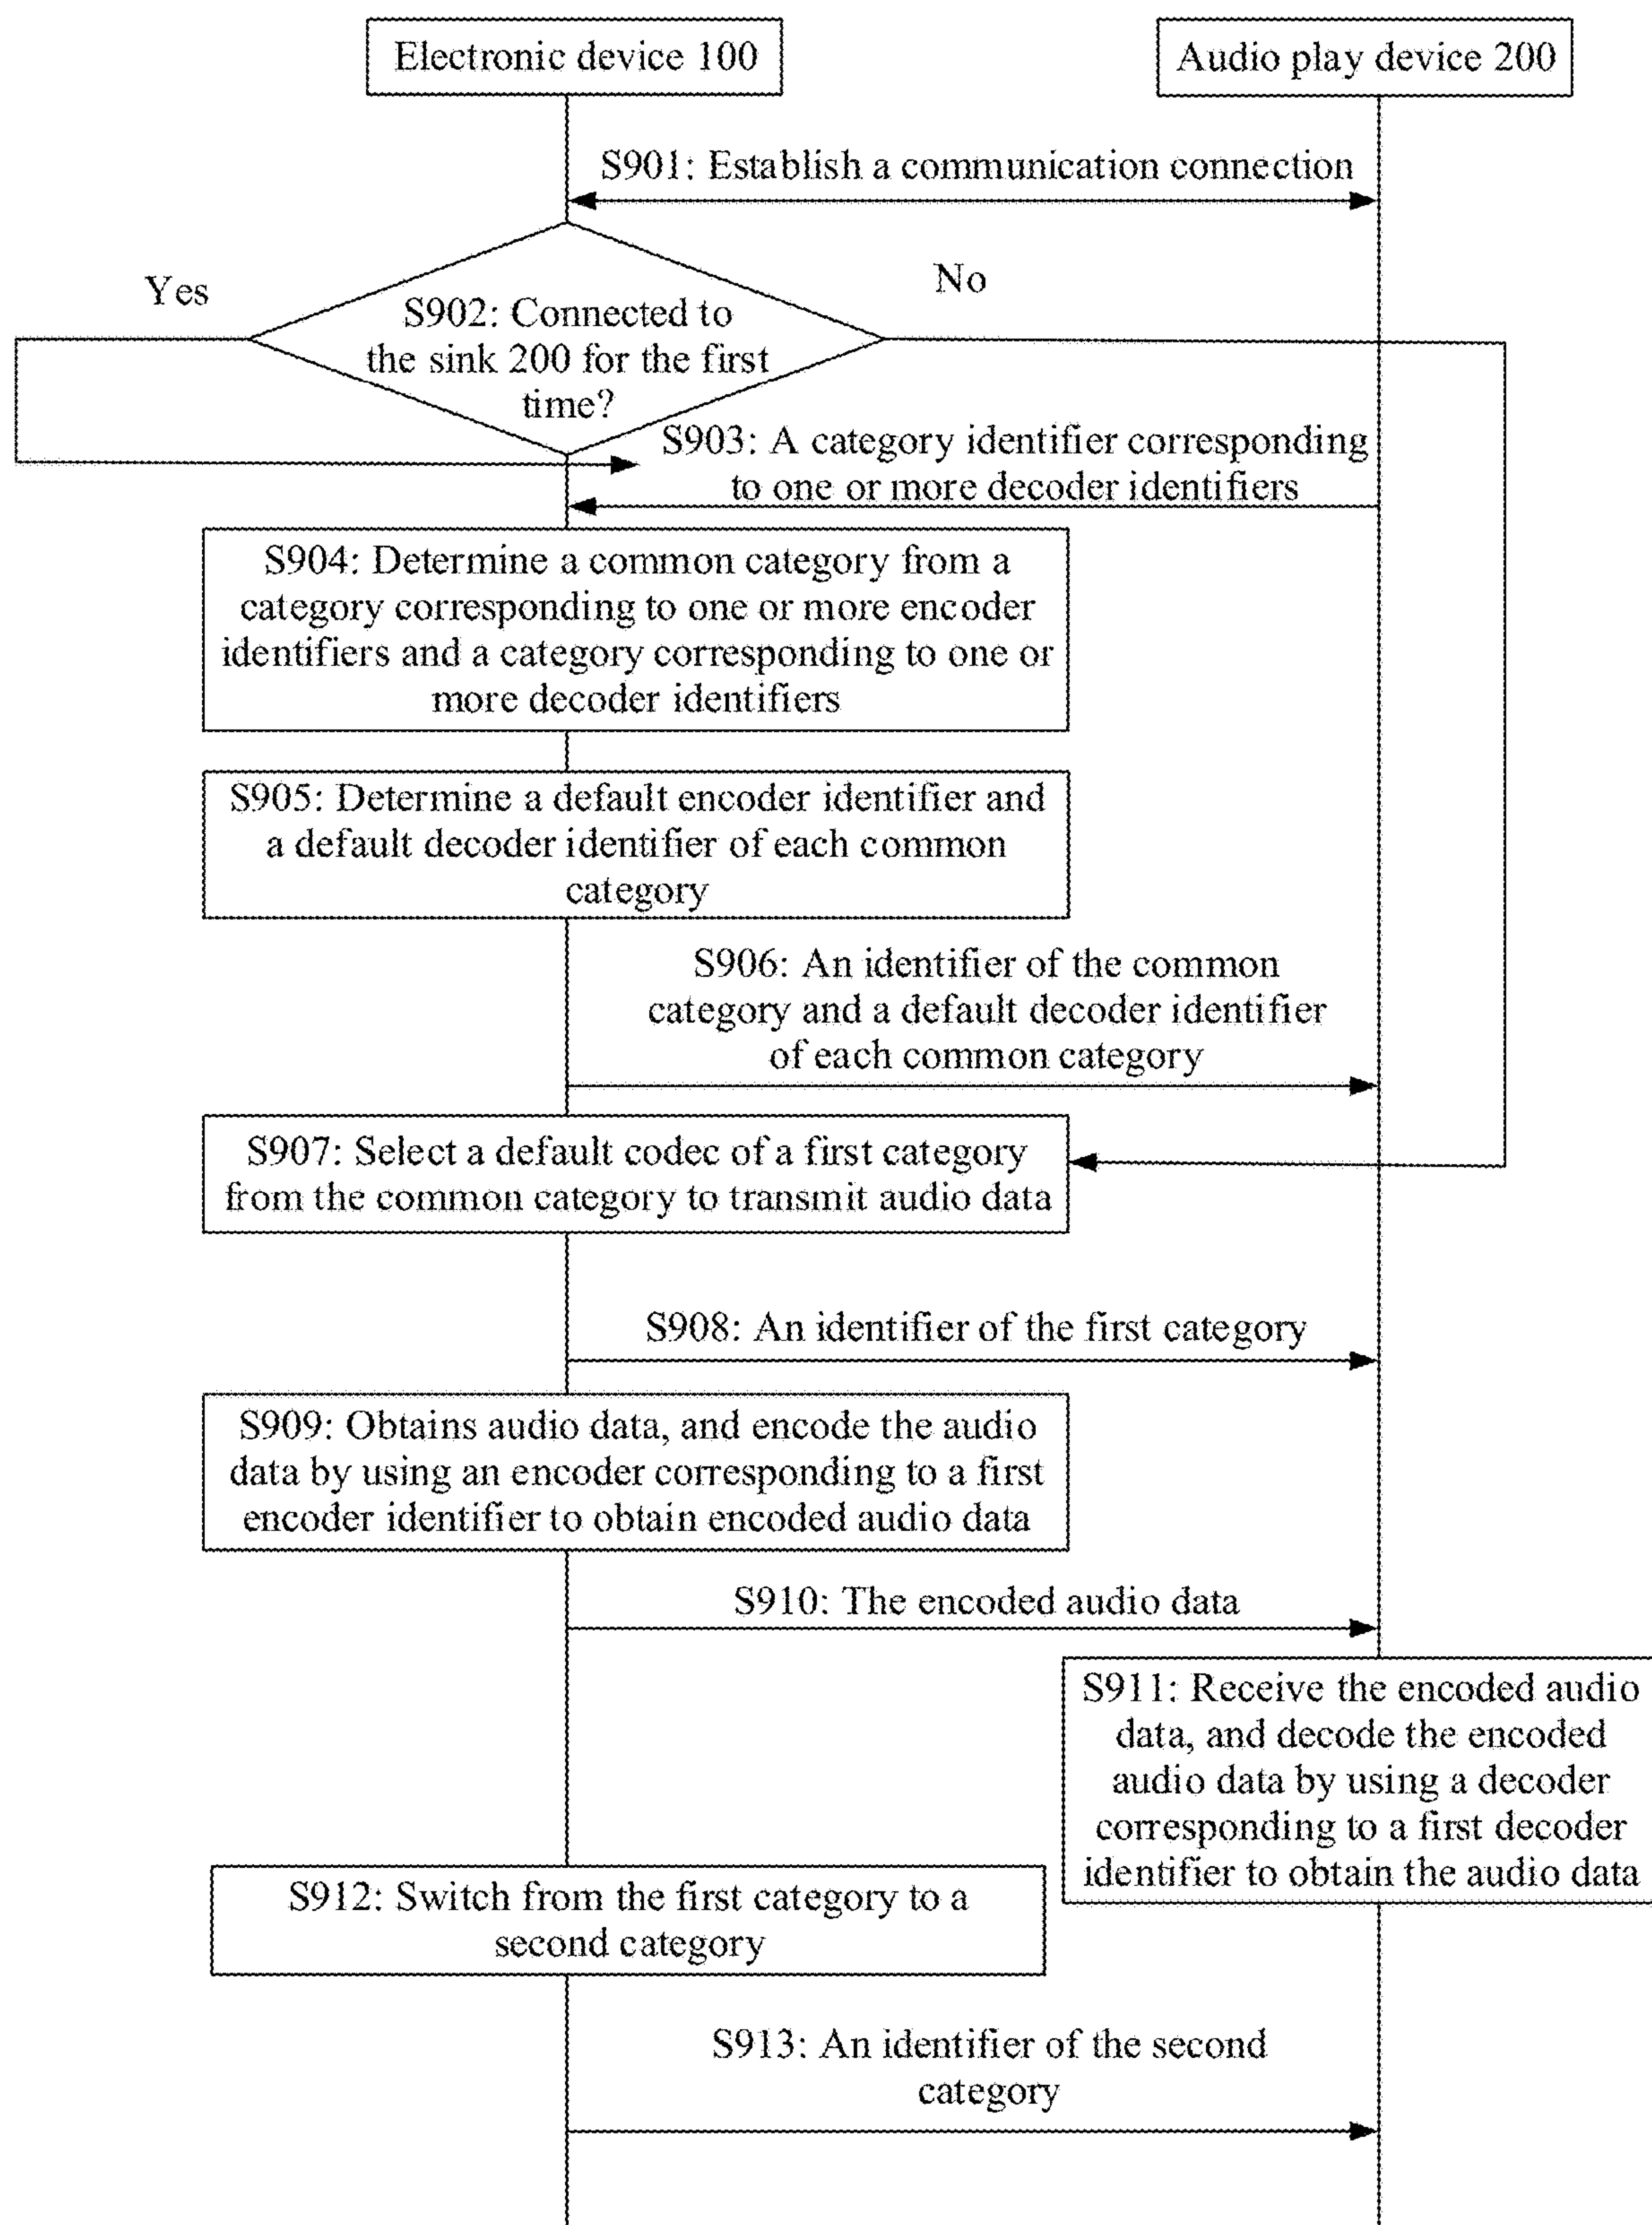 Electronic device 100
Audio play device 200
S901: Establish a communication connection
Yes
No
S902: Connected to
the sink 200 for the first
time?
S903: A category identifier corresponding
to one or more decoder identifiers
S904: Determine a common category from a
category corresponding to one or more encoder
identifiers and a category corresponding to one or
more decoder identifiers
S905: Determine a default encoder identifier and
a default decoder identifier of each common
category
S906: An identifier of the common
category and a default decoder identifier
of each common category
S907: Select a default codec of a first category
from the common category to transmit audio data
S908: An identifier of the first category
S909: Obtains audio data, and encode the audio
data by using an encoder corresponding to a first
encoder identifier to obtain encoded audio data
S910: The encoded audio data
S911: Receive the encoded audio
data, and decode the encoded
audio data by using a decoder
corresponding to a first decoder
identifier to obtain the audio data
S912: Switch from the first category to a
second category
S913: An identifier of the second
category